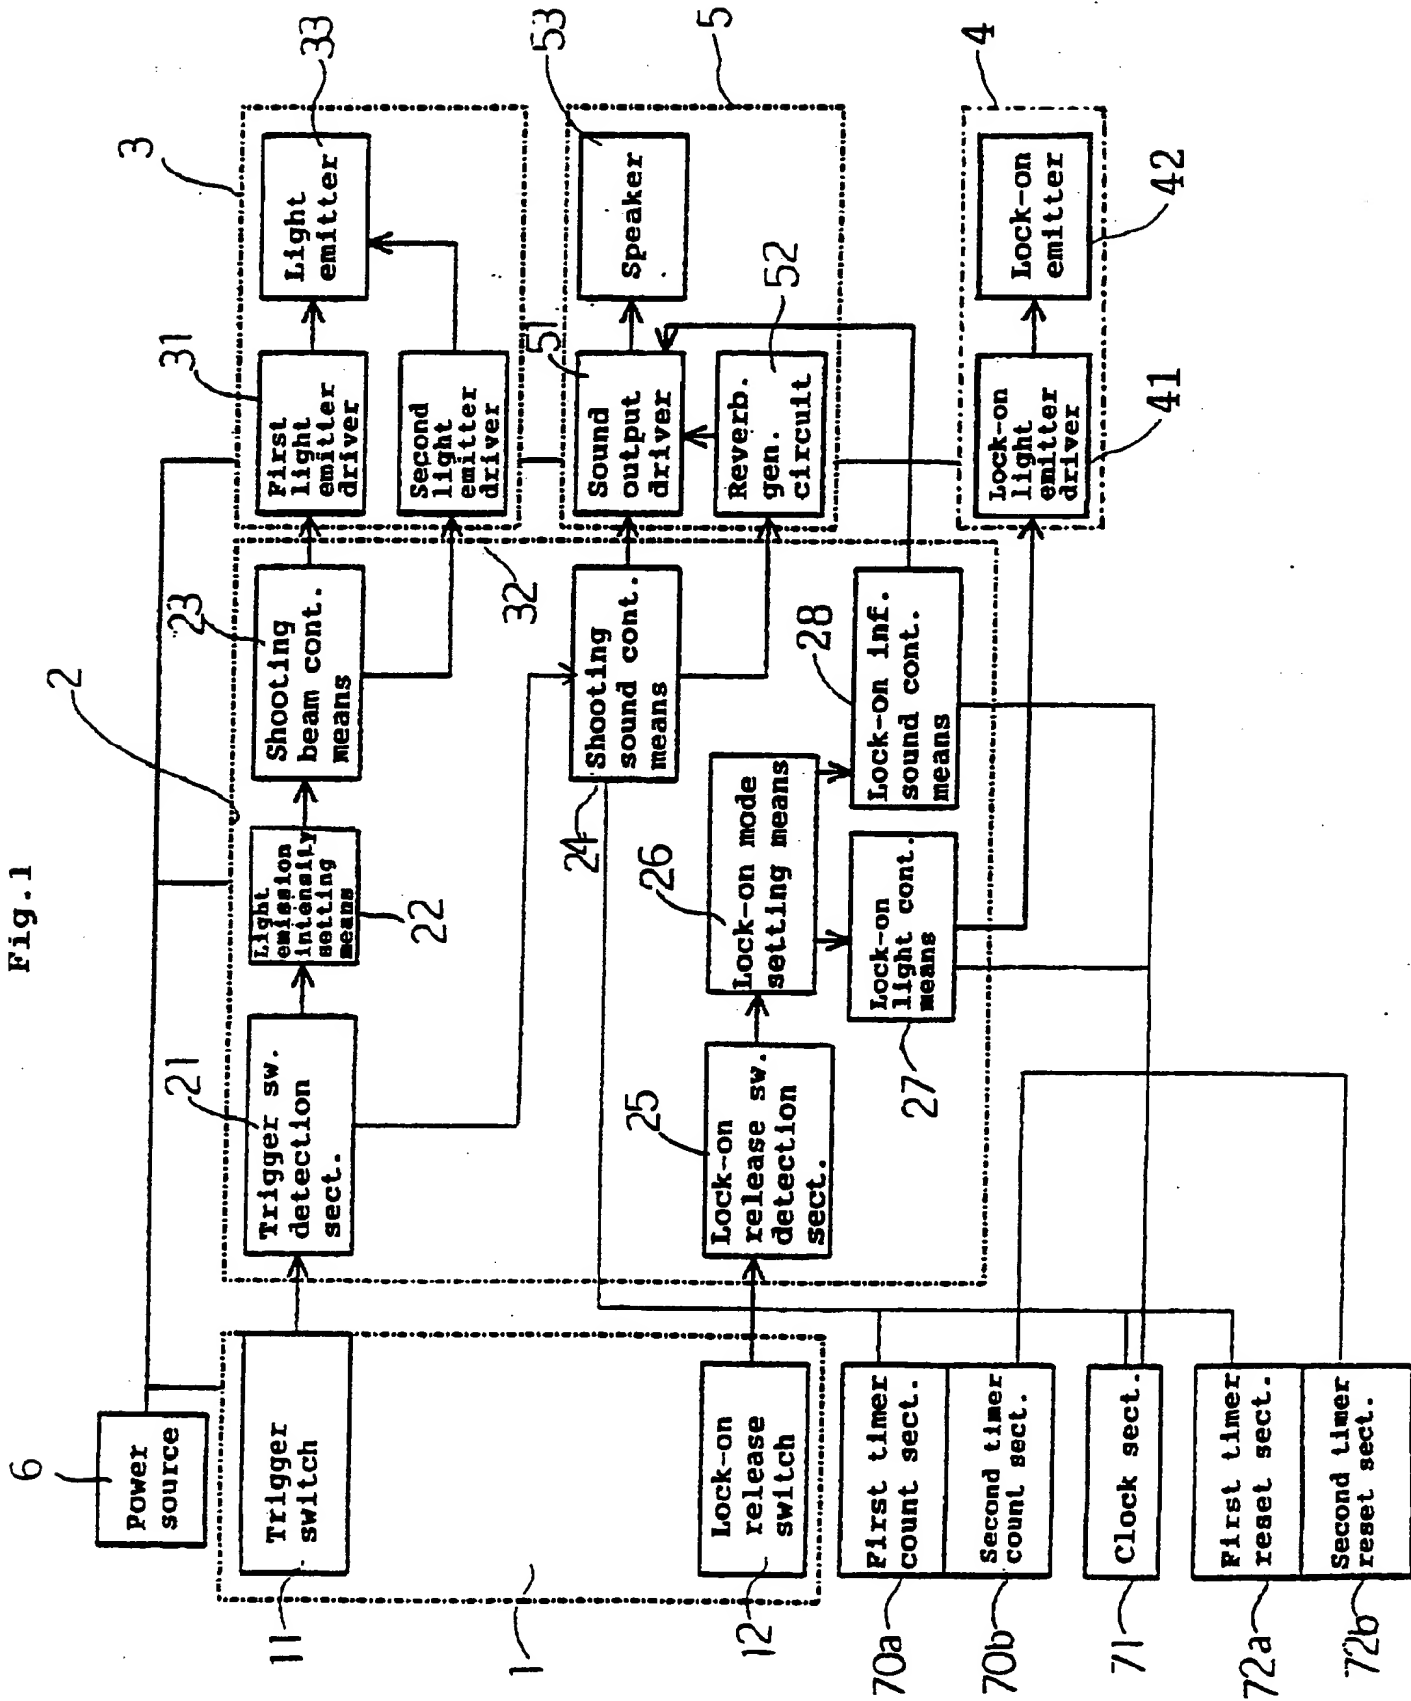 Fig.1
6
Power
source
2
3
33
Light
emitter
31
First
light
emitter
driver
Second
light
emitter
driver
32
23
Shooting
beam cont.
means
Light
emission
intensity
setting
means
22
21
Trigger sw.
detection
sect.
Trigger
switch
11
1
53
5
Speaker
51
Sound
output
driver
52
Reverb.
gen.
circuit
Shooting
sound cont.
means
24
4
Lock-on
emitter
42
Lock-on
light
emitter
driver
41
28
Lock-on inf.
sound cont.
means
26
Lock-on mode
setting means
Lock-on
light cont.
means
27
25
Lock-on
release sw.
detection
sect.
Lock-on
release
switch
12
First timer
count sect.
70a
Second timer
count sect.
70b
Clock sect.
71
First timer
reset sect.
72a
Second timer
reset sect.
72b